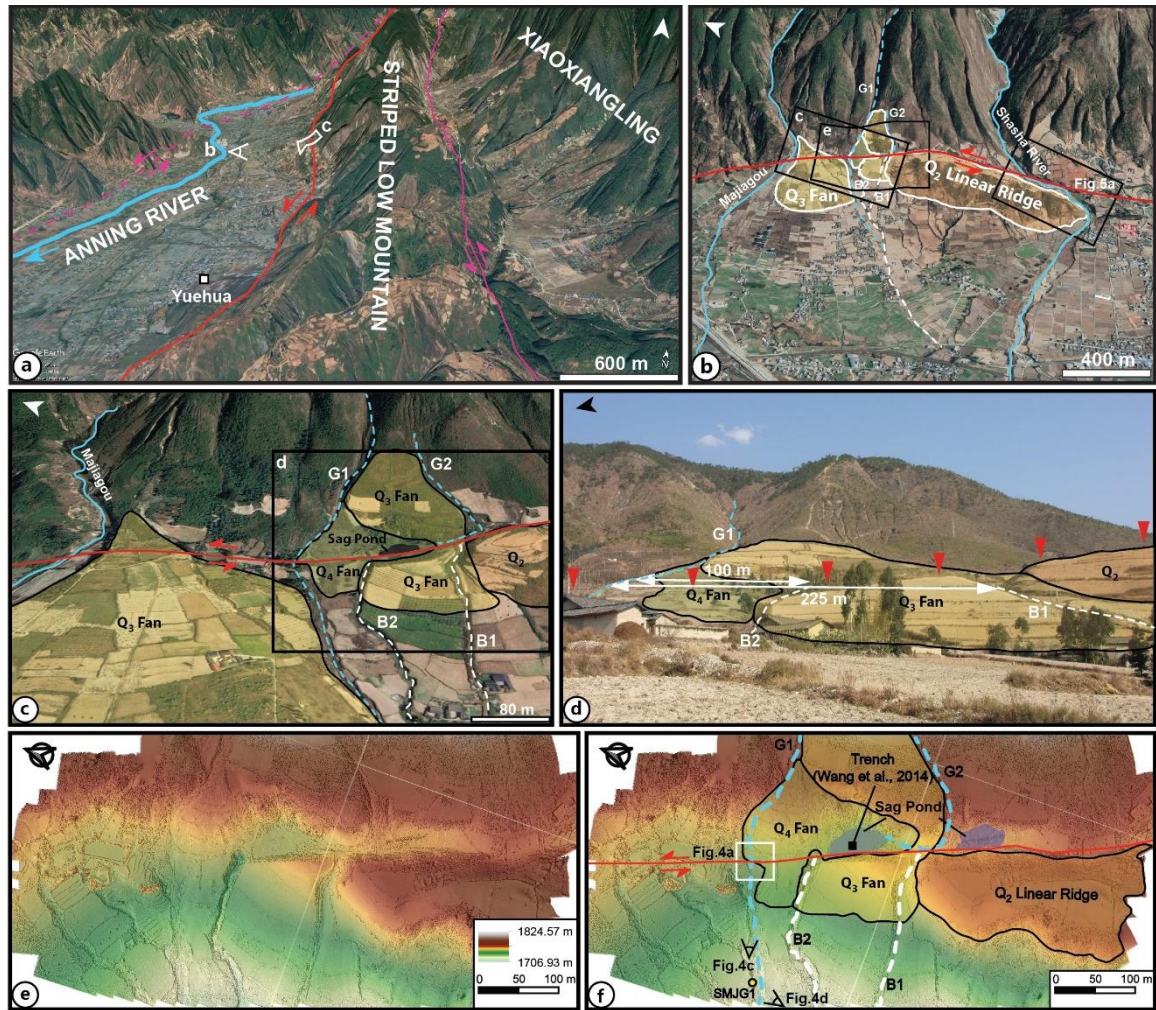 XIAOXIANGLING
STRIPED LOW MOUNTAIN
c
b
ANNING RIVER
Yuehua
Google Earth
600 m
N
a
G1
G2
Shasha River
c
e
Majiagou
Q3 Fan
B2
B1
Q2 Linear Ridge
Fig.5a
400 m
b
Majiagou
d
G1
G2
Q3 Fan
Sag Pond
Q4 Fan
Q3 Fan
Q2
Q3 Fan
B2
B1
80 m
c
G1
100 m
Q2
Q4 Fan
225 m
Q3 Fan
B1
B2
d
1824.57 m
1706.93 m
0 50 100 m
e
G1
Trench
(Wang et al., 2014)
G2
Sag Pond
Q4 Fan
Fig.4a
Q3 Fan
Q2 Linear Ridge
B2
Fig.4c
B1
SMJG1
Fig.4d
0 50 100 m
f